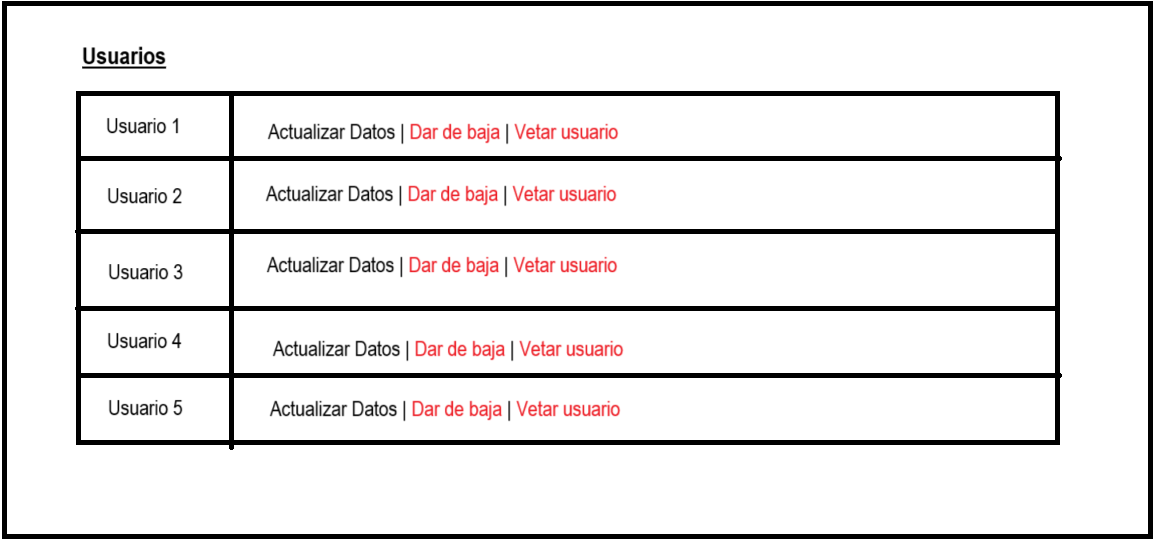 Usuarios
Usuario 1
Actualizar Datos | Dar de baja | Vetar usuario
Usuario 2
Actualizar Datos | Dar de baja | Vetar usuario
Usuario 3
Actualizar Datos | Dar de baja | Vetar usuario
Usuario 4
Actualizar Datos | Dar de baja | Vetar usuario
Usuario 5
Actualizar Datos | Dar de baja | Vetar usuario